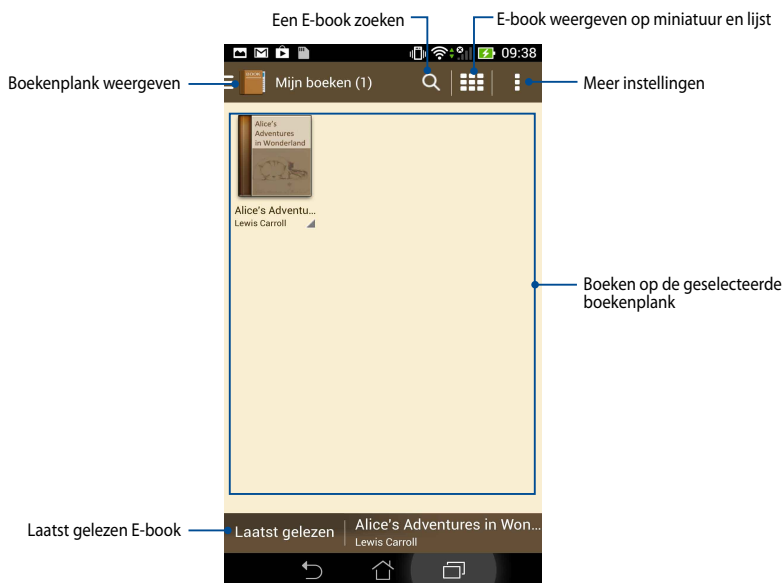 Een E-book zoeken
E-book weergeven op miniatuur en lijst
09:38
Boekenplank weergeven
Mijn boeken (1)
Meer instellingen
Alice's
Adventures
in Wonderland
Alice's Adventu...
Lewis Carroll
Boeken op de geselecteerde
boekenplank
Laatst gelezen E-book
Laatst gelezen
Alice's Adventures in Won...
Lewis Carroll